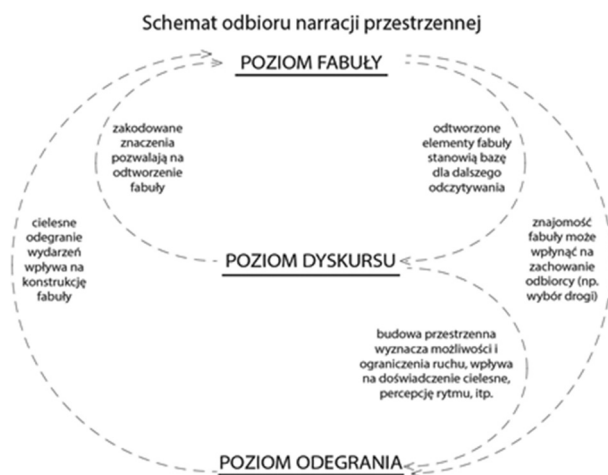 Schemat odbioru narracji przestrzennej
POZIOM FABUŁY
zakodowane
znaczenia
pozwalają na
odtworzenie
fabuły
odtworzone
elementy fabuły
stanowią bazę
dla dalszego
odczytywania
cielesne
odegranie
wydarzeń
wpływa na
konstrukcję
fabuły
znajomość
fabuły może
wpłynąć na
zachowanie
odbiorcy (np.
wybór drogi)
POZIOM DYSKURSU
budowa przestrzenna
wyznacza możliwości i
ograniczenia ruchu, wpływa
na doświadczenie cielesne,
percepcję rytmu, itp.
POZIOM ODEGRANIA